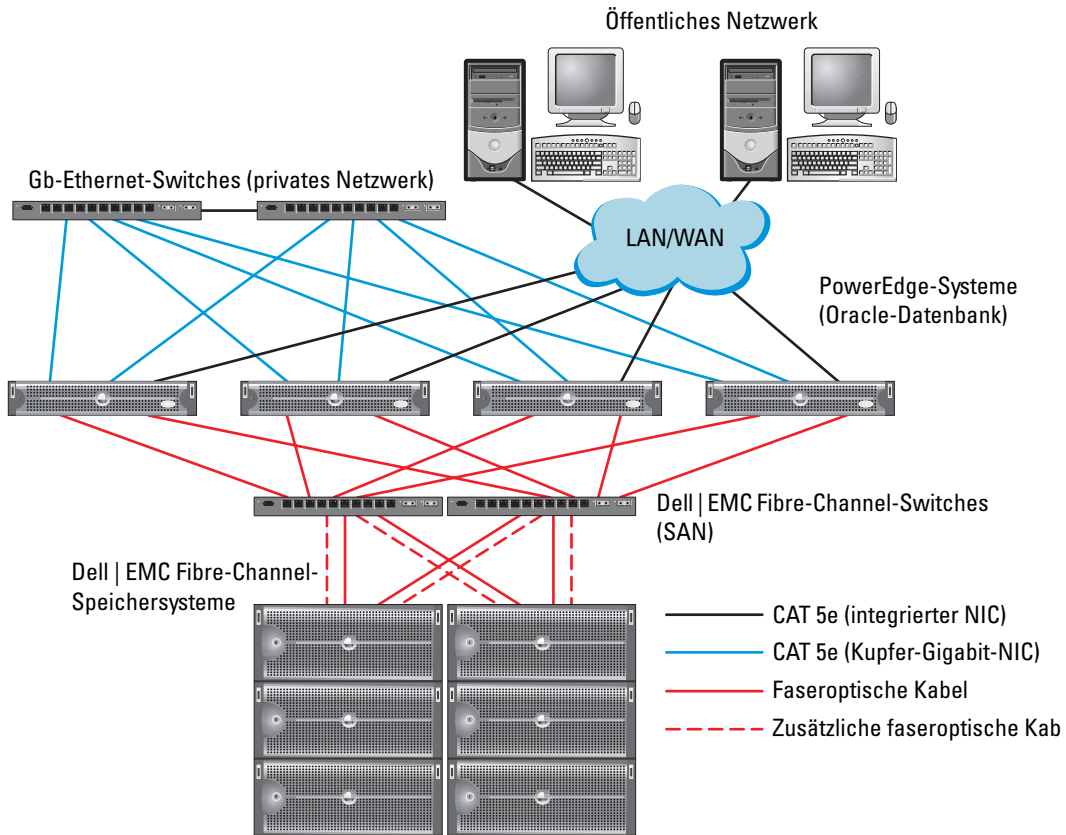 Öffentliches Netzwerk
Gb-Ethernet-Switches (privates Netzwerk)
LAN/WAN
PowerEdge-Systeme
(Oracle-Datenbank)
Dell | EMC Fibre-Channel-Switches
(SAN)
Dell | EMC Fibre-Channel-
Speichersysteme
CAT 5e (integrierter NIC)
CAT 5e (Kupfer-Gigabit-NIC)
Faseroptische Kabel
Zusätzliche faseroptische Kab